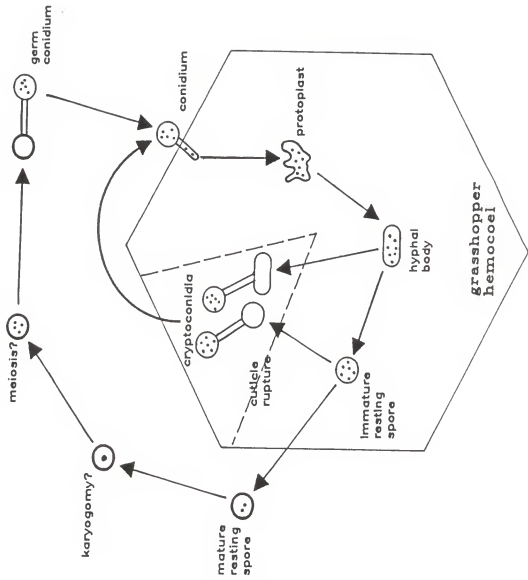 meiosis?
germ
conidium
karyogomy?
conidium
cryptoconidia
mature
resting
spore
cuticle
rupture
protoplast
immature
resting
spore
hyphal
body
grasshopper
hemocoel